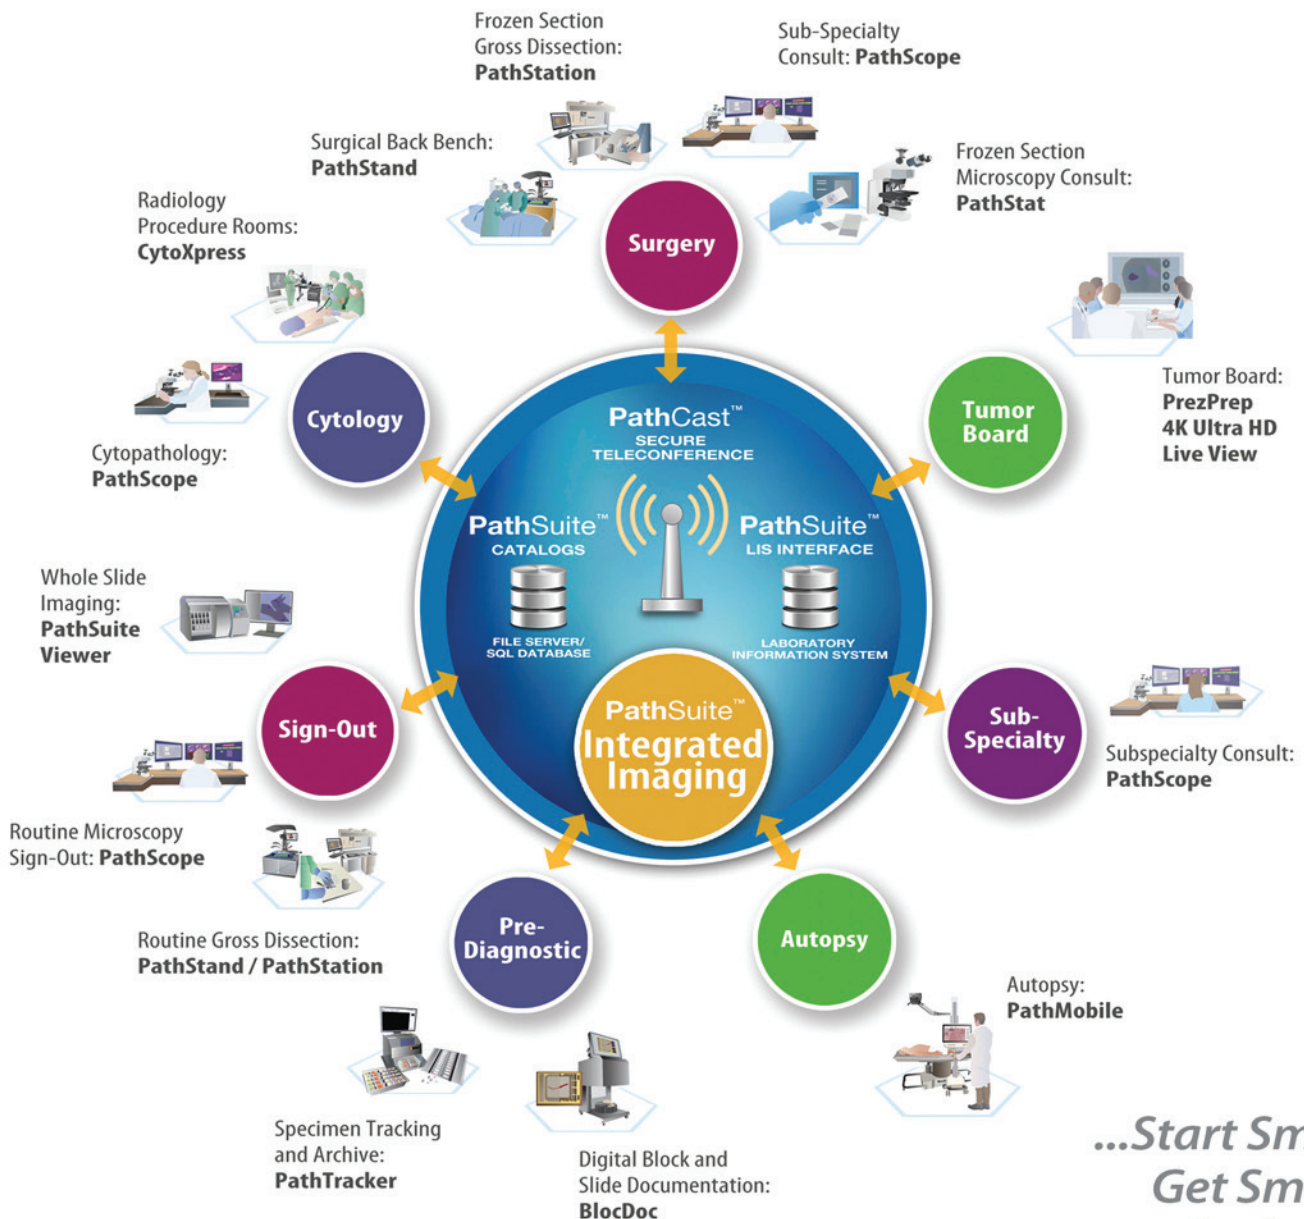 Frozen Section
Gross Dissection:
PathStation
Sub-Specialty
Consult: PathScope
Surgical Back Bench:
PathStand
Frozen Section
Microscopy Consult:
PathStat
Radiology
Procedure Rooms:
CytoXpress
Surgery
Cytology
Tumor
Board
Tumor Board:
PrezPrep
4K Ultra HD
Live View
Cytopathology:
PathScope
PathCast™
SECURE
TELECONFERENCE
PathSuite™
CATALOGS
FILE SERVER/
SQL DATABASE
PathSuite™
LIS INTERFACE
LABORATORY
INFORMATION SYSTEM
Whole Slide
Imaging:
PathSuite
Viewer
Sign-Out
PathSuite™
Integrated
Imaging
Sub-
Specialty
Subspecialty Consult:
PathScope
Routine Microscopy
Sign-Out: PathScope
Routine Gross Dissection:
PathStand / PathStation
Pre-
Diagnostic
Autopsy
Autopsy:
PathMobile
Specimen Tracking
and Archive:
PathTracker
Digital Block and
Slide Documentation:
BlocDoc
...Start Sm
Get Sm